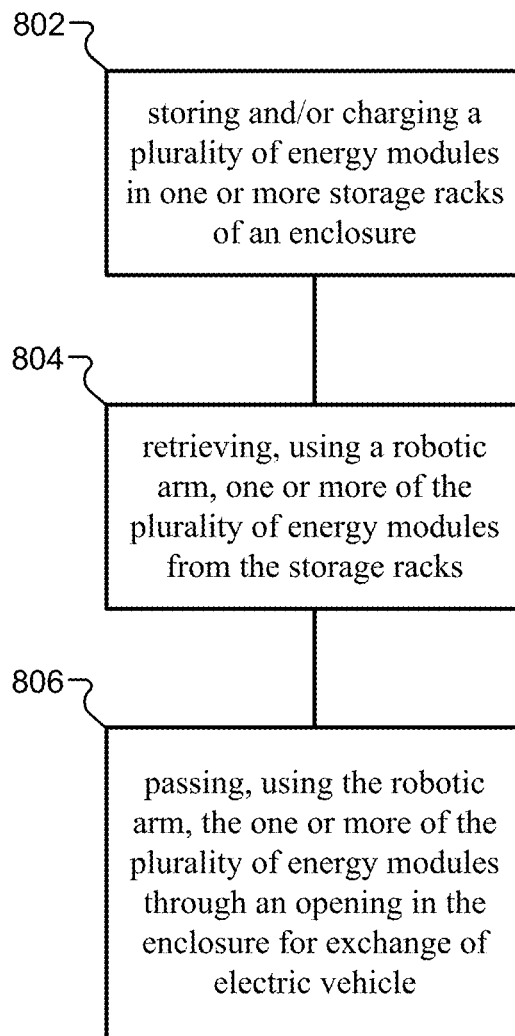 802
storing and/or charging a
plurality of energy modules
in one or more storage racks
of an enclosure
804
retrieving, using a robotic
arm, one or more of the
plurality of energy modules
from the storage racks
806
passing, using the robotic
arm, the one or more of the
plurality of energy modules
through an opening in the
enclosure for exchange of
electric vehicle